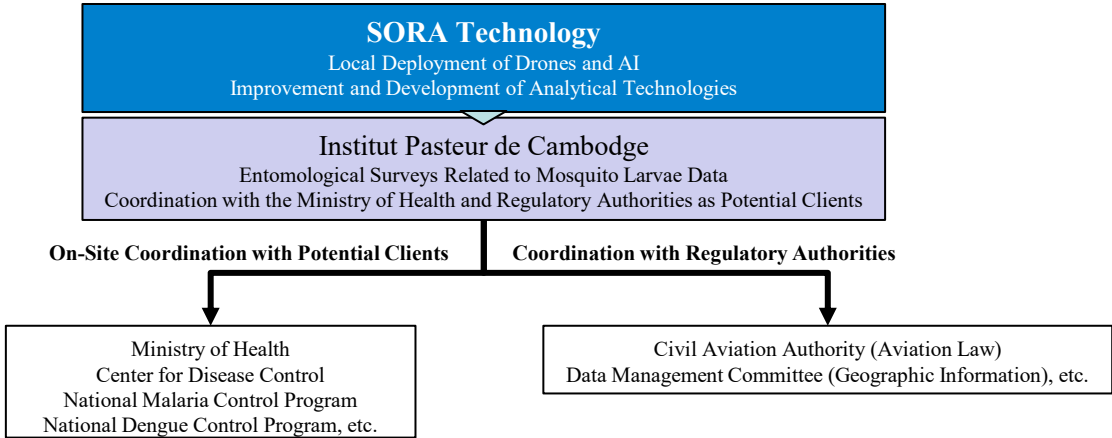 SORA Technology
Local Deployment of Drones and AI
Improvement and Development of Analytical Technologies
Institut Pasteur de Cambodge
Entomological Surveys Related to Mosquito Larvae Data
Coordination with the Ministry of Health and Regulatory Authorities as Potential Clients
On-Site Coordination with Potential Clients
Coordination with Regulatory Authorities
Ministry of Health
Center for Disease Control
National Malaria Control Program
National Dengue Control Program, etc.
Civil Aviation Authority (Aviation Law)
Data Management Committee (Geographic Information), etc.